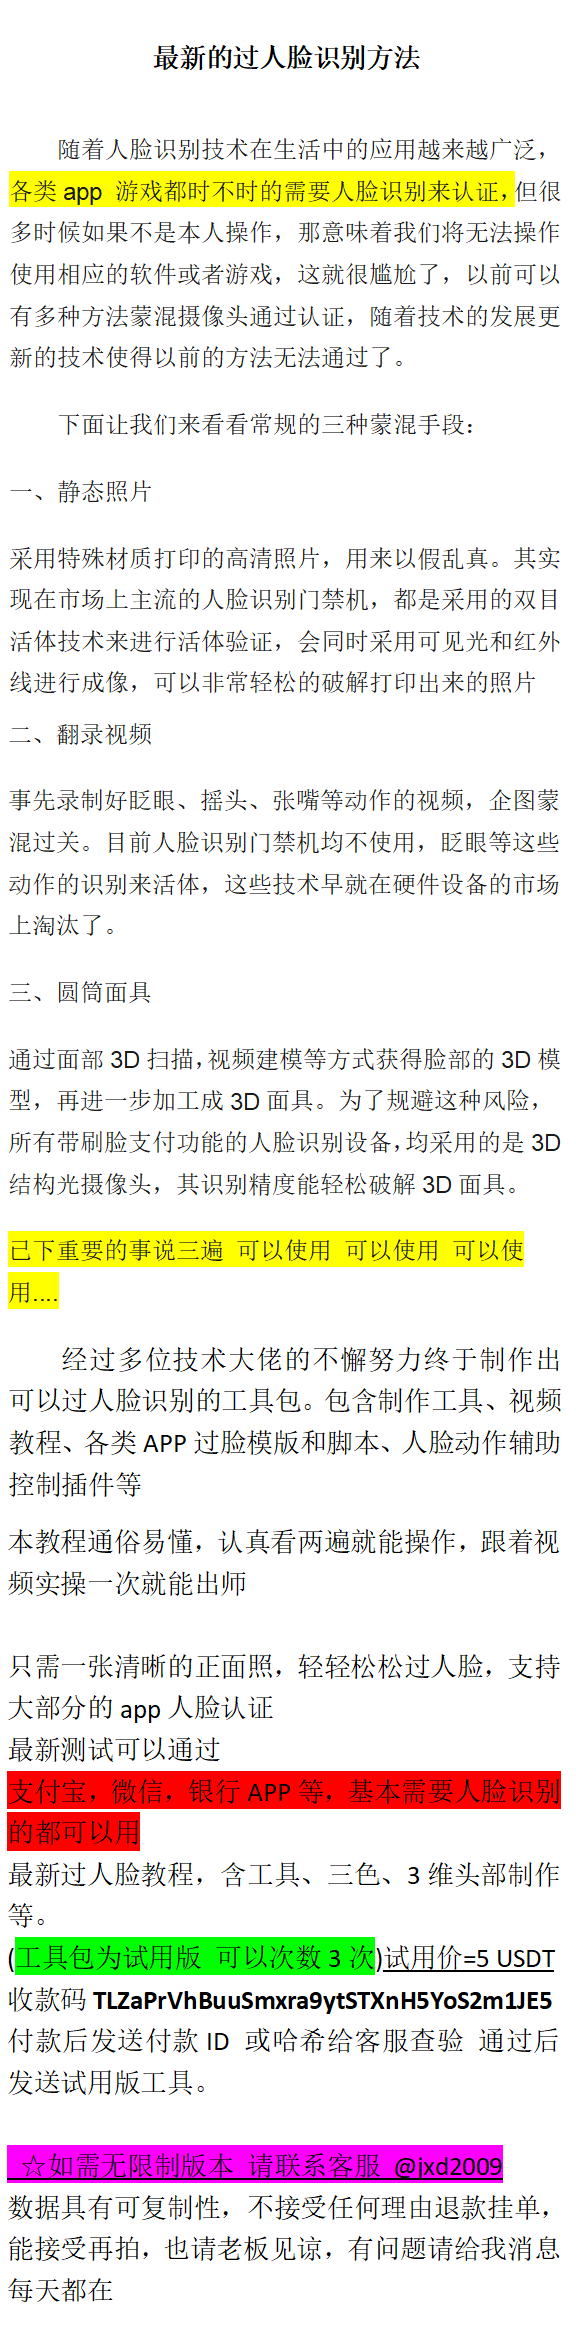 最新的过人脸识别方法
随着人脸识别技术在生活中的应用越来越广泛，
各类 app 游戏都时不时的需要人脸识别来认证，但很
多时候如果不是本人操作，那意味着我们将无法操作
使用相应的软件或者游戏，这就很尴尬了，以前可以
有多种方法蒙混摄像头通过认证，随着技术的发展更
新的技术使得以前的方法无法通过了。
下面让我们来看看常规的三种蒙混手段：
一、静态照片
采用特殊材质打印的高清照片，用来以假乱真。其实
现在市场上主流的人脸识别门禁机，都是采用的双目
活体技术来进行活体验证，会同时采用可见光和红外
线进行成像，可以非常轻松的破解打印出来的照片
二、翻录视频
事先录制好眨眼、摇头、张嘴等动作的视频，企图蒙
混过关。目前人脸识别门禁机均不使用，眨眼等这些
动作的识别来活体，这些技术早就在硬件设备的市场
上淘汰了。
三、圆筒面具
通过面部 3D 扫描，视频建模等方式获得脸部的 3D 模
型，再进一步加工成 3D 面具。为了规避这种风险，
所有带刷脸支付功能的人脸识别设备，均采用的是 3D
结构光摄像头，其识别精度能轻松破解 3D 面具。
己下重要的事说三遍 可以使用 可以使用 可以使
用....
经过多位技术大佬的不懈努力终于制作出
可以过人脸识别的工具包。包含制作工具、视频
教程、各类 APP 过脸模版和脚本、人脸动作辅助
控制插件等
本教程通俗易懂，认真看两遍就能操作，跟着视
频实操一次就能出师
只需一张清晰的正面照，轻轻松松过人脸，支持
大部分的 app 人脸认证
最新测试可以通过
支付宝，微信，银行 APP 等，基本需要人脸识别
的都可以用
最新过人脸教程，含工具、三色、3 维头部制作
等。
(工具包为试用版 可以次数 3 次)试用价=5 USDT
收款码 TLZaPrVhBuuSmxra9ytSTXnH5YoS2m1JE5
付款后发送付款 ID 或哈希给客服查验 通过后
发送试用版工具。
☆如需无限制版本 请联系客服 @jxd2009
数据具有可复制性，不接受任何理由退款挂单，
能接受再拍，也请老板见谅，有问题请给我消息
每天都在